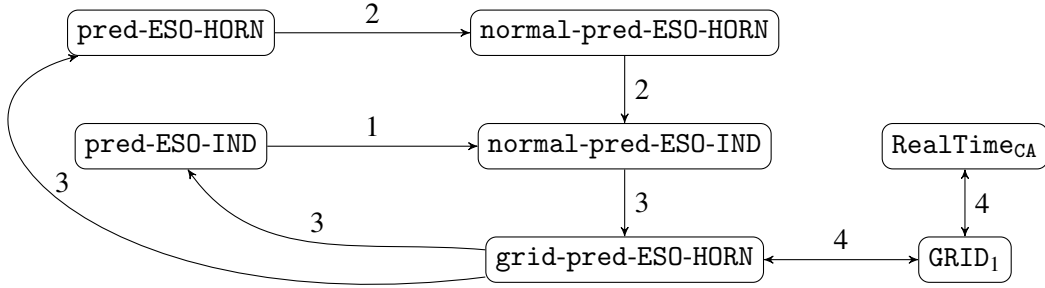 pred-ESO-HORN 2 normal-pred-ESO-HORN
2
pred-ESO-IND 1 normal-pred-ESO-IND RealTime_CA
3 3 3 4
grid-pred-ESO-HORN 4 GRID₁